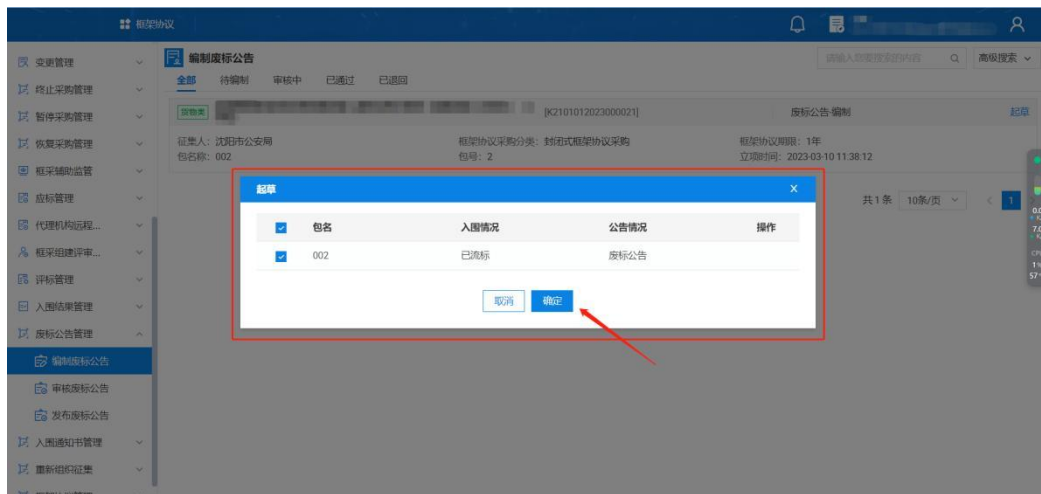 框架协议
变更管理
终止采购管理
暂停采购管理
恢复采购管理
框采辅助监管
应标管理
代理机构远程...
框采组建评审...
评标管理
入围结果管理
废标公告管理
编制废标公告
审核废标公告
发布废标公告
入围通知书管理
重新组织征集
编制废标公告
请输入您要搜索的内容
高级搜索
全部 待编制 审核中 已通过 已退回
货物类 [K2101012023000021] 废标公告-编制 起草
征集人：沈阳市公安局 框架协议采购分类：封闭式框架协议采购 框架协议期限：1年
包名称：002 包号：2 立项时间：2023-03-10 11:38:12
共1条 10条/页 < 1
起草 X
包名 入围情况 公告情况 操作
002 已流标 废标公告
取消 确定